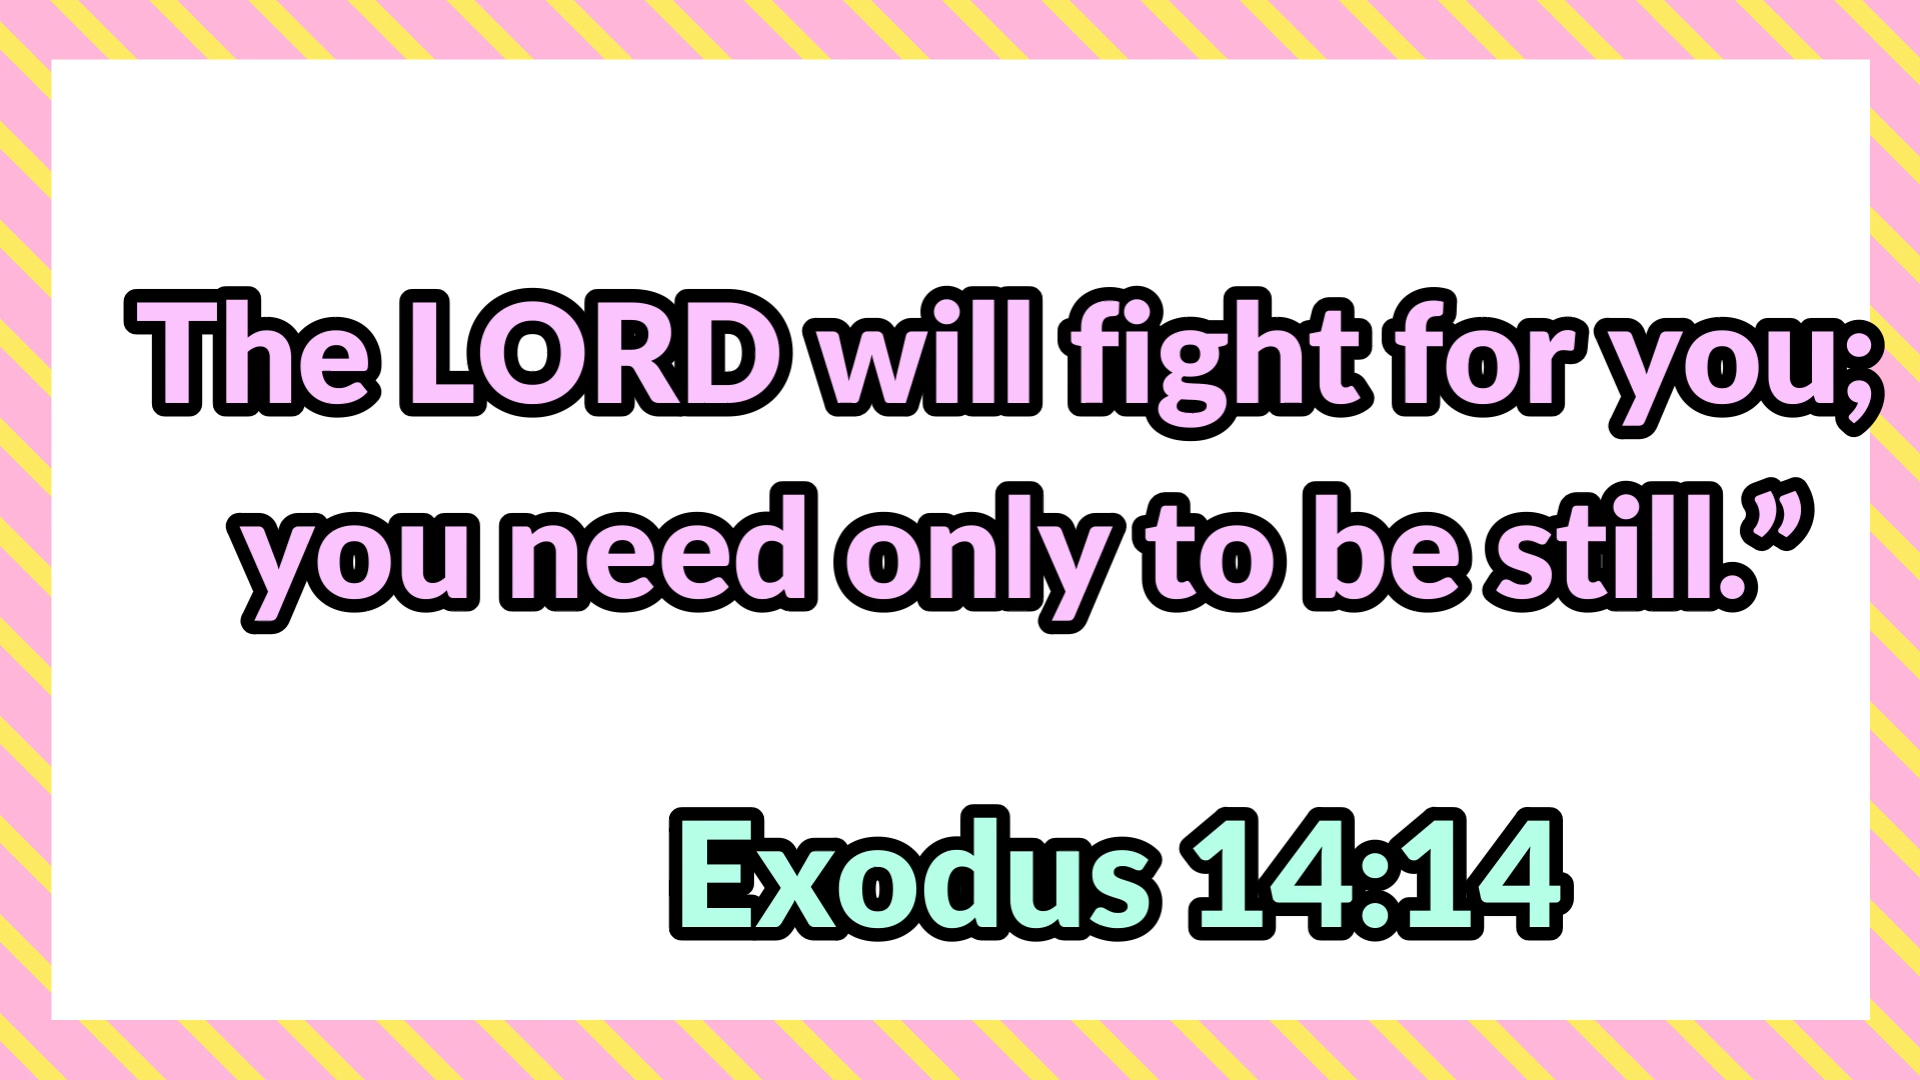 The LORD will fight for you;
you need only to be still.”
Exodus 14:14